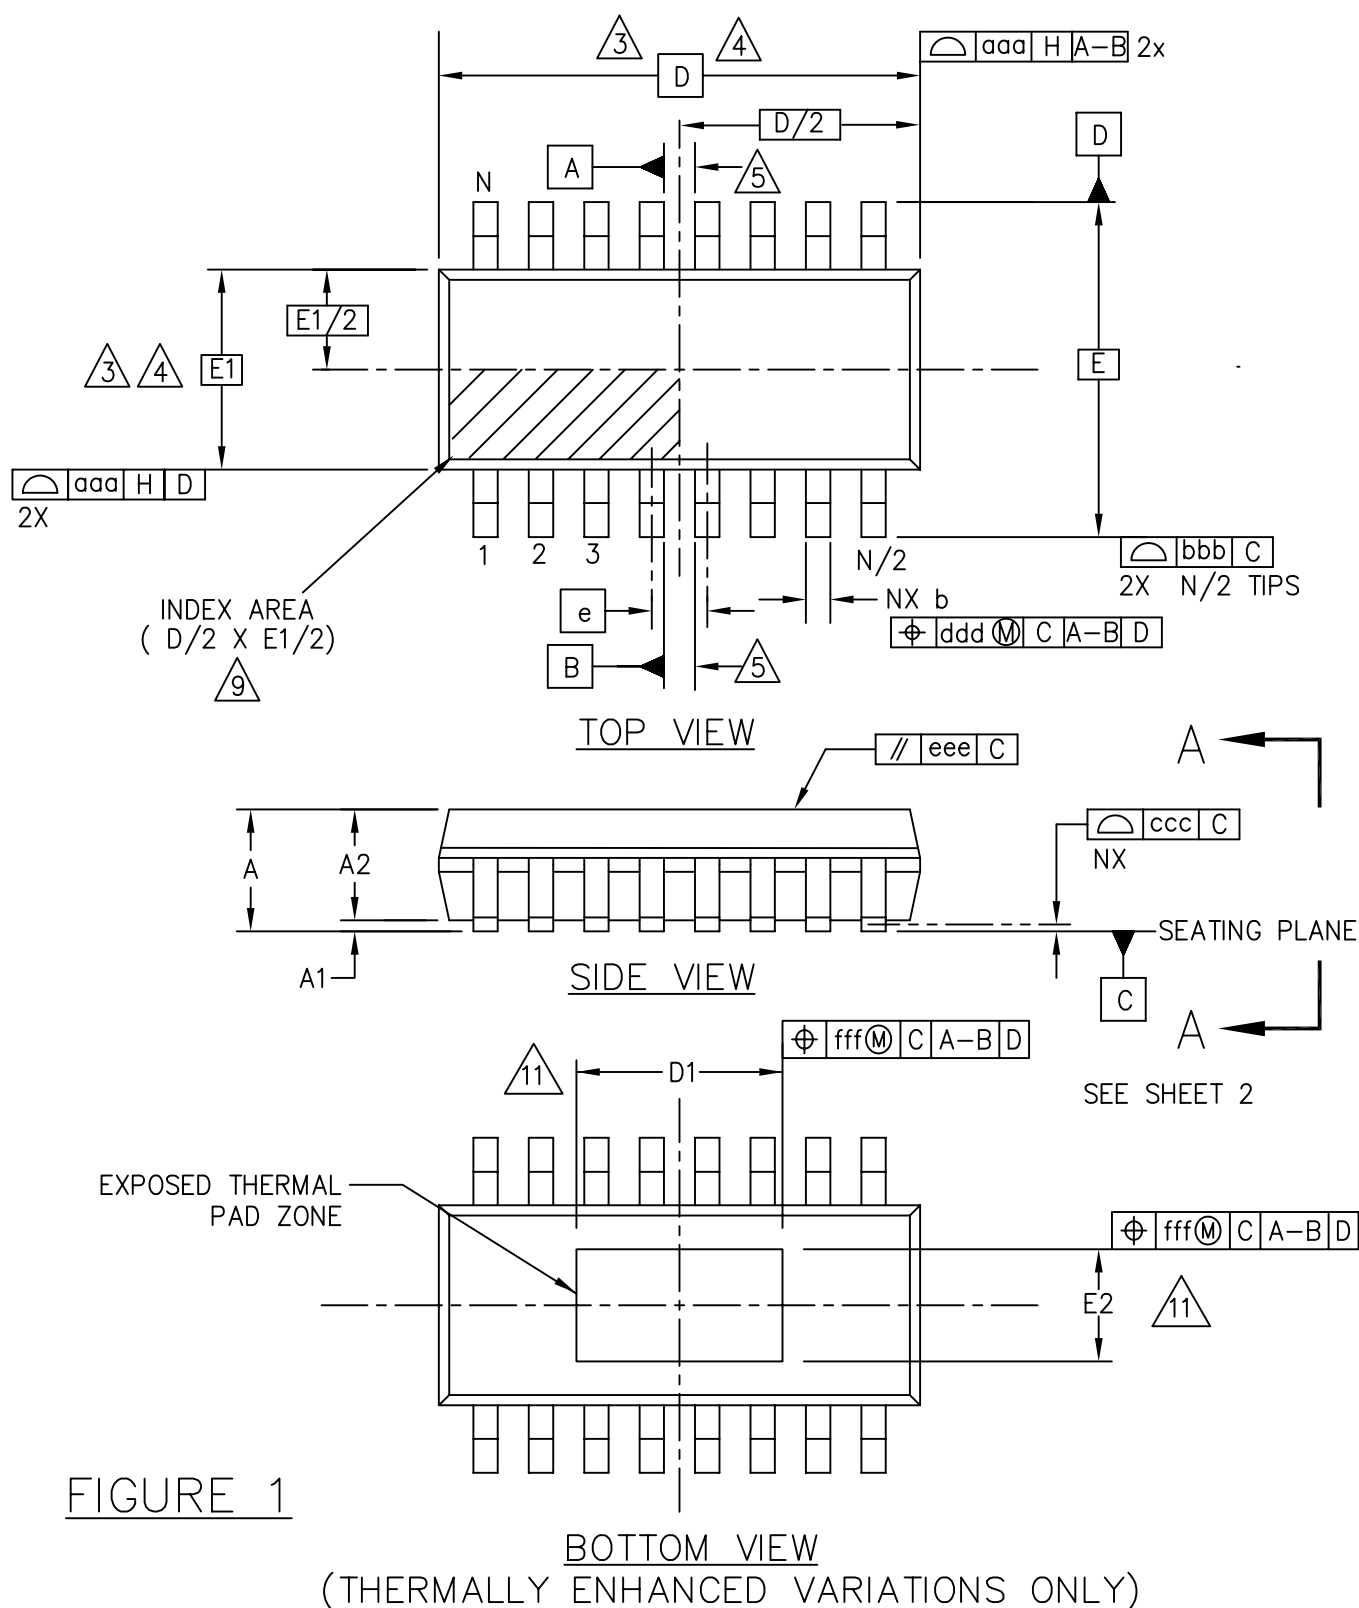 3 4
D
aaa H A-B 2x
D/2
D
A
5
N
E1/2
3 4 E1
E
aaa H D
2X
1 2 3 N/2
bbb C
2X N/2 TIPS
INDEX AREA
( D/2 X E1/2)
9
e
NX b
ddd M C A-B D
B
5
TOP VIEW
// eee C
A
ccc C
NX
A
A2
SEATING PLANE
A1
SIDE VIEW
C
A
SEE SHEET 2
fff M C A-B D
11
D1
EXPOSED THERMAL
PAD ZONE
fff M C A-B D
E2
11
FIGURE 1
BOTTOM VIEW
(THERMALLY ENHANCED VARIATIONS ONLY)